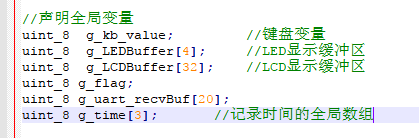 //声明全局变量
uint_8 g_kb_value; //键盘变量
uint_8 g_LEDBuffer[4]; //LED显示缓冲区
uint_8 g_LCDBuffer[32]; //LCD显示缓冲区
uint_8 g_flag;
uint_8 g_uart_recvBuf[20];
uint_8 g_time[3]; //记录时间的全局数组